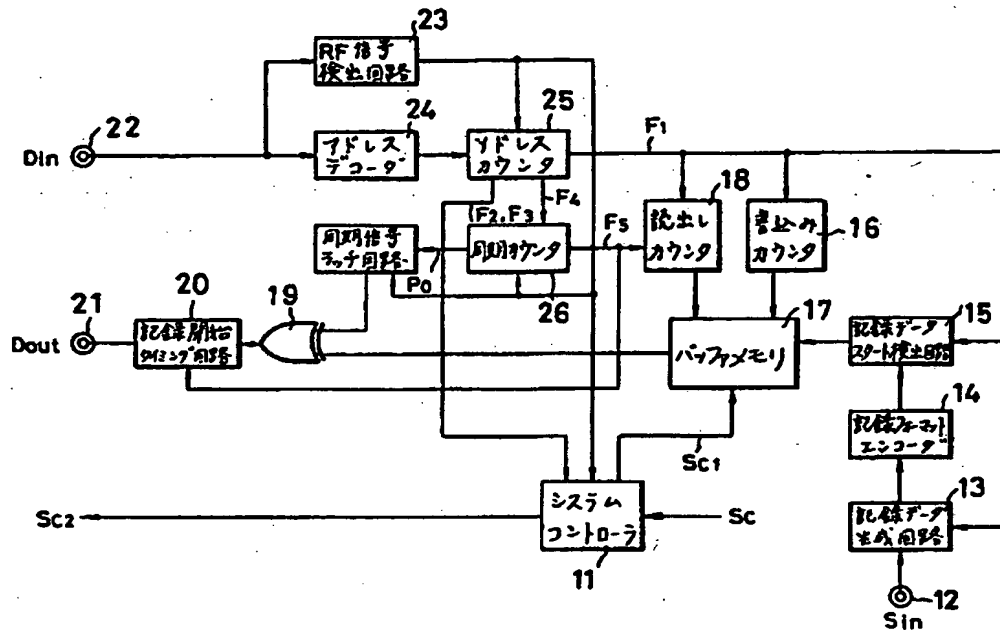 23
RF信号
検出回路
22
Din
24
アドレス
デコーダ
25
アドレス
カウンタ
F1
F4
F2, F3
18
読出し
カウンタ
書込み
カウンタ
16
同期信号
ラッチ回路
P0
同期カウンタ
F5
26
21
Dout
20
記録開始
タイミング回路
19
17
バッファメモリ
15
記録データ
スタート検出回路
14
記録フォーマット
エンコーダ
Sc1
Sc2
システム
コントローラ
11
Sc
13
記録データ
生成回路
12
Sin